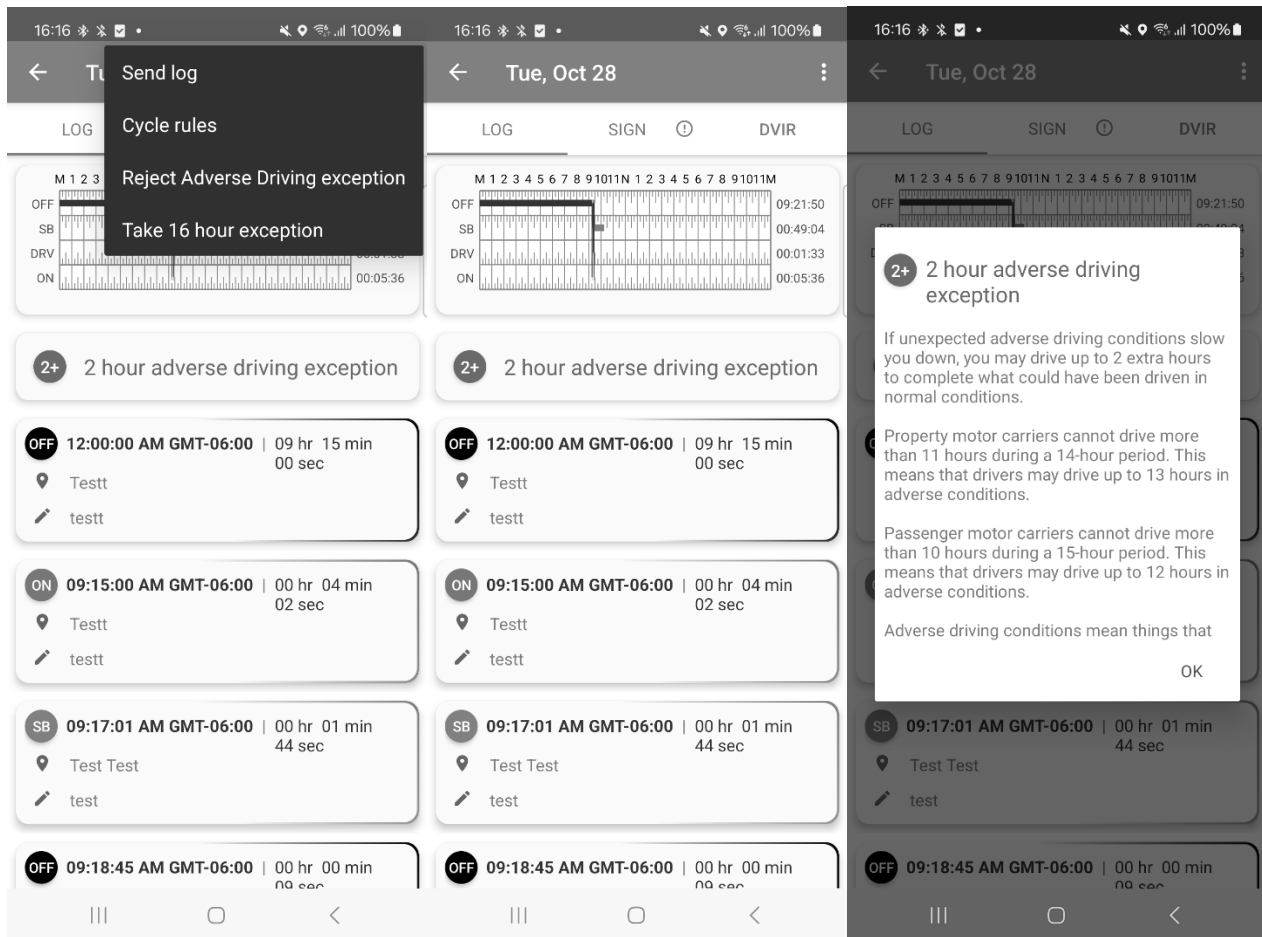 16:16 100%
Tu
Send log
Cycle rules
Reject Adverse Driving exception
Take 16 hour exception
LOG
M 1 2 3
OFF
SB
DRV
ON 00:05:36
2+ 2 hour adverse driving exception
OFF 12:00:00 AM GMT-06:00 | 09 hr 15 min
00 sec
Testt
testt
ON 09:15:00 AM GMT-06:00 | 00 hr 04 min
02 sec
Testt
testt
SB 09:17:01 AM GMT-06:00 | 00 hr 01 min
44 sec
Test Test
test
OFF 09:18:45 AM GMT-06:00 | 00 hr 00 min
09 sec
16:16 100%
Tue, Oct 28
LOG SIGN DVIR
M 1 2 3 4 5 6 7 8 9 10 11 N 1 2 3 4 5 6 7 8 9 10 11 M
OFF 09:21:50
SB 00:49:04
DRV 00:01:33
ON 00:05:36
2+ 2 hour adverse driving exception
OFF 12:00:00 AM GMT-06:00 | 09 hr 15 min
00 sec
Testt
testt
ON 09:15:00 AM GMT-06:00 | 00 hr 04 min
02 sec
Testt
testt
SB 09:17:01 AM GMT-06:00 | 00 hr 01 min
44 sec
Test Test
test
OFF 09:18:45 AM GMT-06:00 | 00 hr 00 min
09 sec
16:16 100%
Tue, Oct 28
LOG SIGN DVIR
M 1 2 3 4 5 6 7 8 9 10 11 N 1 2 3 4 5 6 7 8 9 10 11 M
OFF 09:21:50
2+ 2 hour adverse driving
exception
If unexpected adverse driving conditions slow
you down, you may drive up to 2 extra hours
to complete what could have been driven in
normal conditions.
Property motor carriers cannot drive more
than 11 hours during a 14-hour period. This
means that drivers may drive up to 13 hours in
adverse conditions.
Passenger motor carriers cannot drive more
than 10 hours during a 15-hour period. This
means that drivers may drive up to 12 hours in
adverse conditions.
Adverse driving conditions mean things that
OK
SB 09:17:01 AM GMT-06:00 | 00 hr 01 min
44 sec
Test Test
test
OFF 09:18:45 AM GMT-06:00 | 00 hr 00 min
09 sec